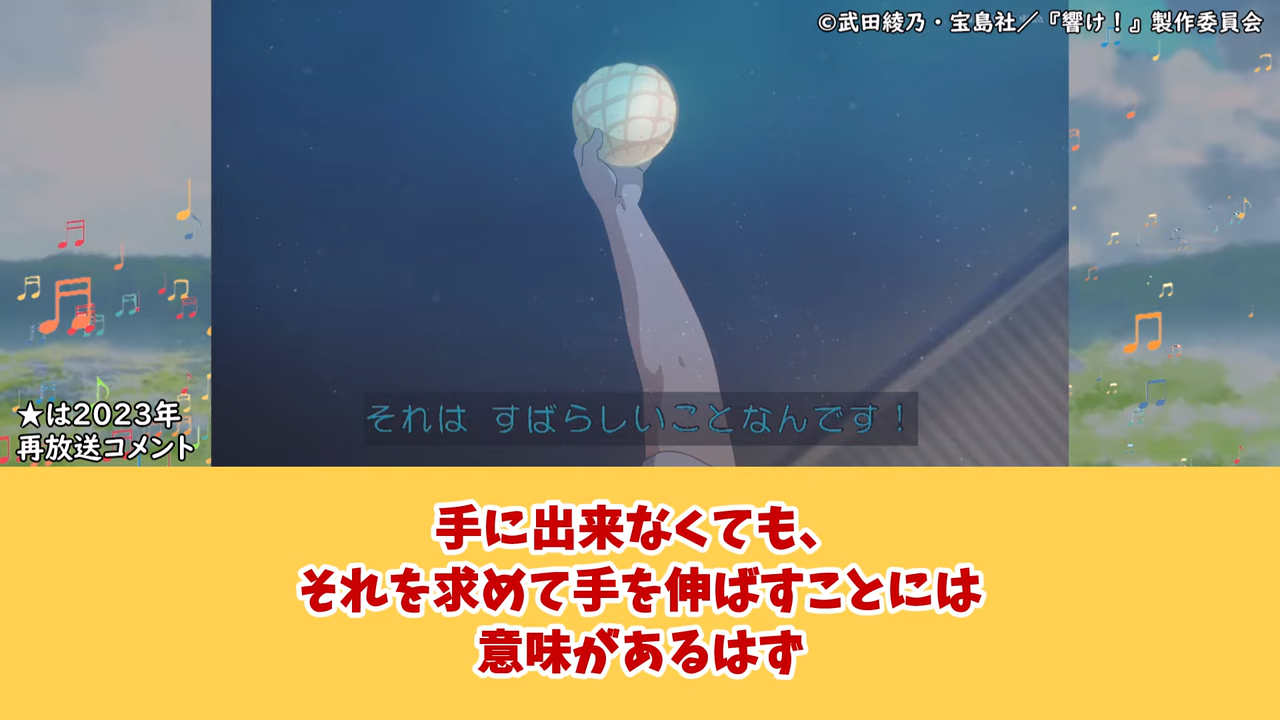 ©武田綾乃・宝島社／『響け！』製作委員会
それは すばらしいことなんです！
★は2023年
再放送コメント
手に出来なくても、
それを求めて手を伸ばすことには
意味があるはず